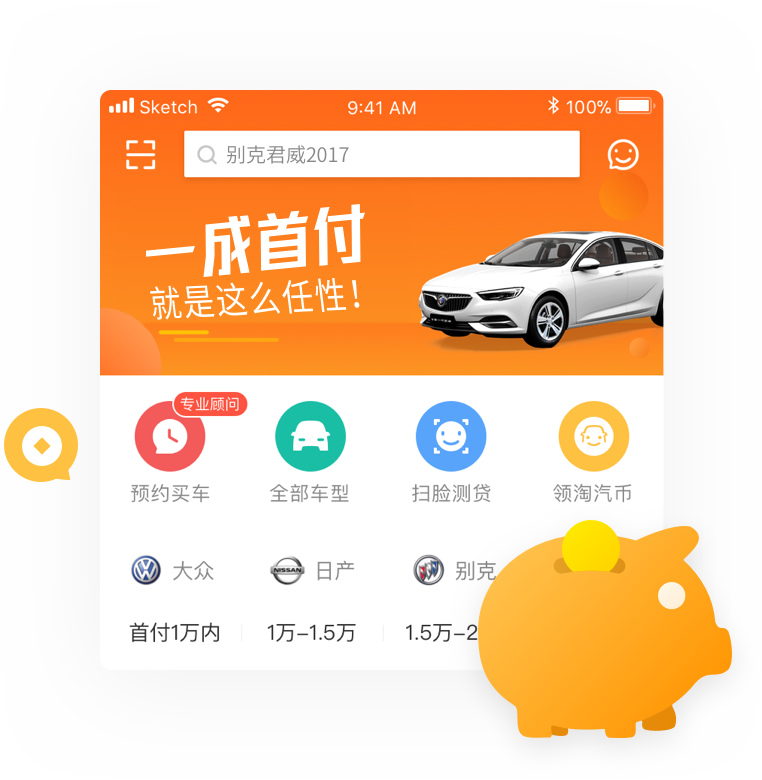 Sketch 9:41 AM 100%
别克君威2017
一成首付
就是这么任性！
专业顾问
预约买车 全部车型 扫脸测贷 领淘汽币
大众 NISSAN 日产 别克
首付1万内 1万-1.5万 1.5万-2